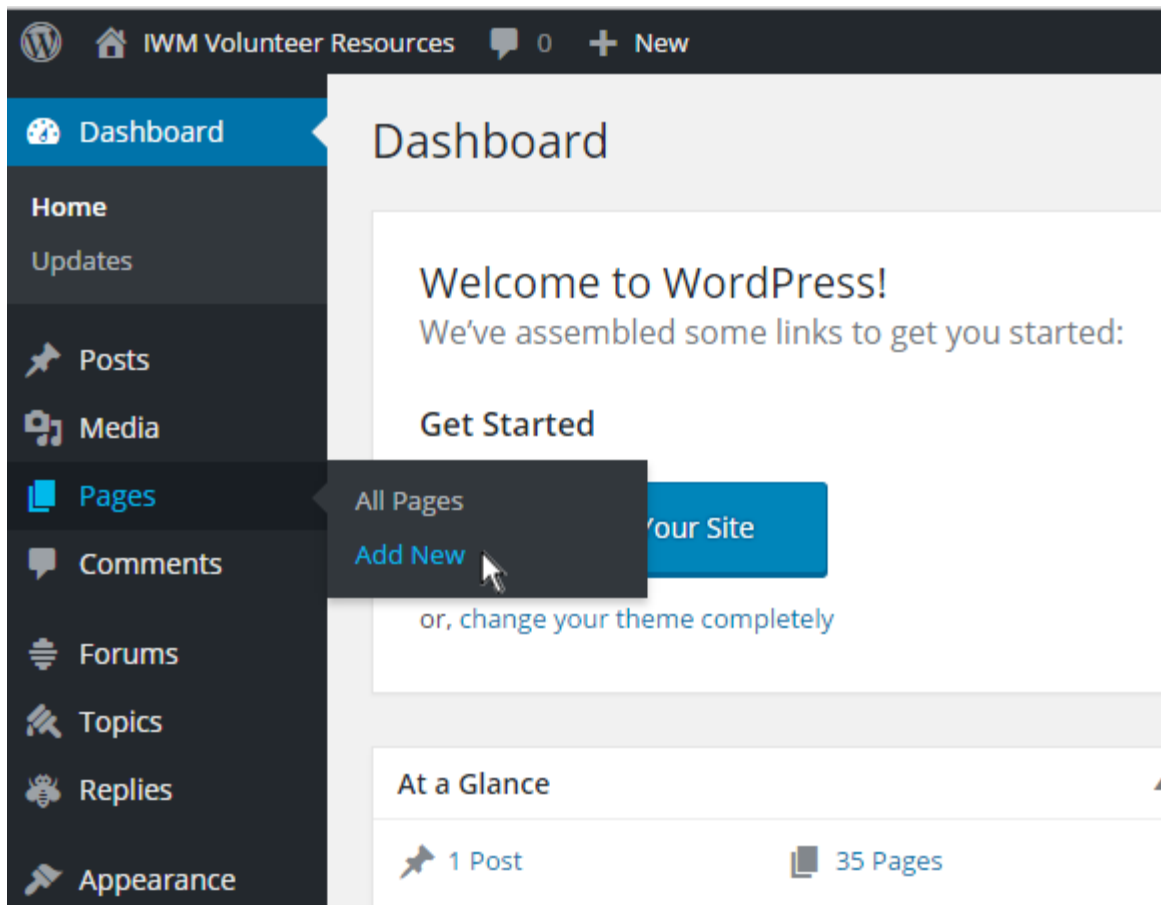 IWM Volunteer Resources 0 New
Dashboard
Home
Updates
Posts
Media
Pages
Comments
Forums
Topics
Replies
Appearance
All Pages
Add New
Dashboard
Welcome to WordPress!
We've assembled some links to get you started:
Get Started
Your Site
or, change your theme completely
At a Glance
1 Post
35 Pages